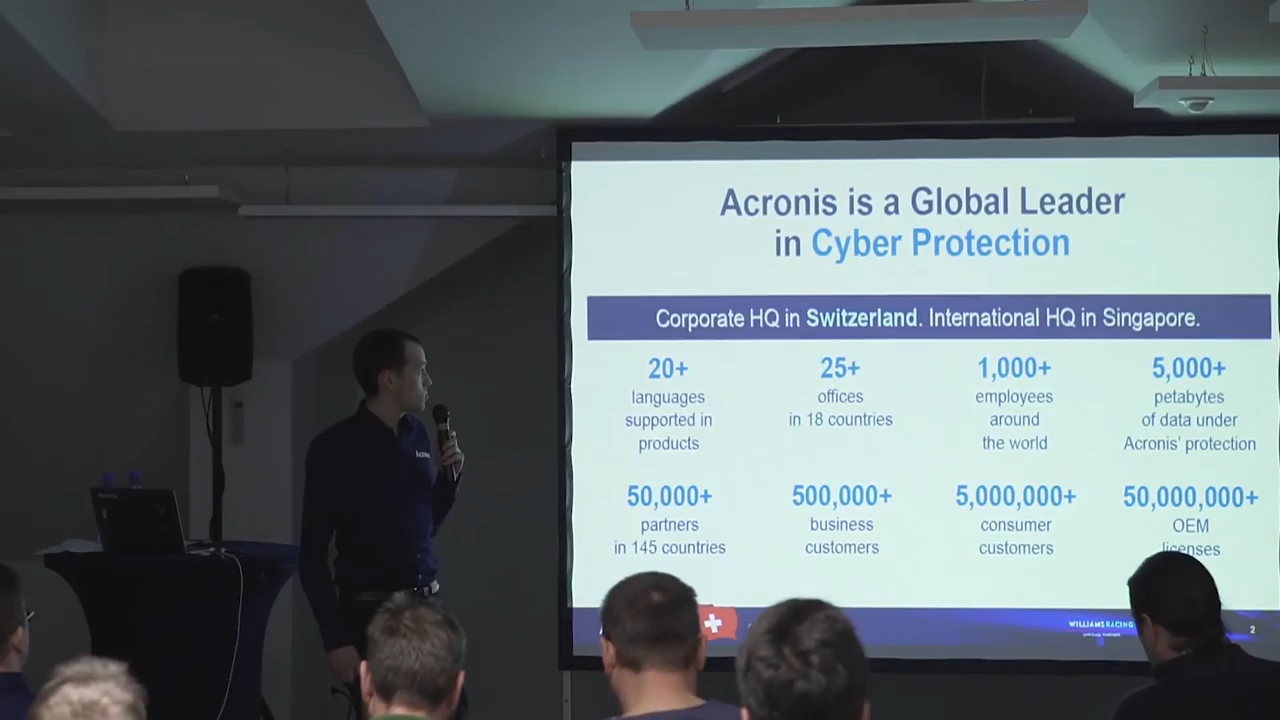 Acronis is a Global Leader
in Cyber Protection
Corporate HQ in Switzerland. International HQ in Singapore.
20+
languages
supported in
products
25+
offices
in 18 countries
1,000+
employees
around
the world
5,000+
petabytes
of data under
Acronis' protection
50,000+
partners
in 145 countries
500,000+
business
customers
5,000,000+
consumer
customers
50,000,000+
OEM
licenses
WILLIAMS RACING
2